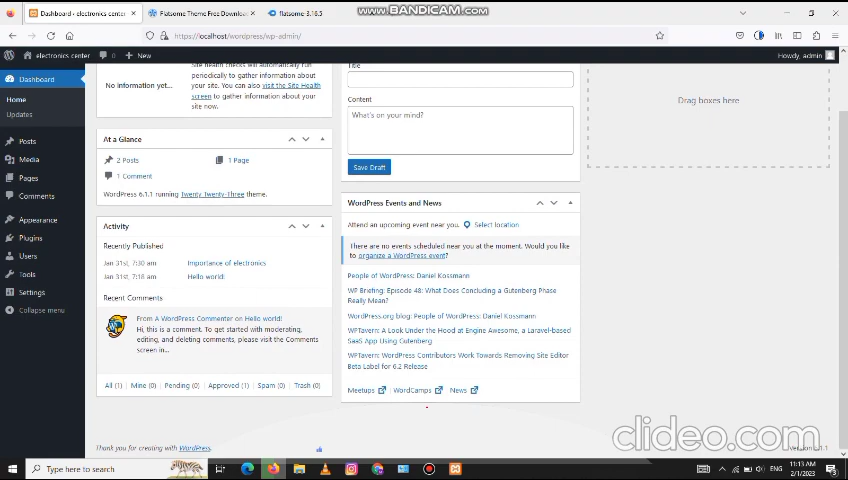 www.BANDICAM.com
Dashboard ‹ electronics center
Flatsome Theme Free Download
flatsome-3.16.5
https://localhost/wordpress/wp-admin/
electronics center
0
New
Howdy, admin
Dashboard
Home
Updates
Posts
Media
Pages
Comments
Appearance
Plugins
Users
Tools
Settings
Collapse menu
No information yet...
Site health checks will automatically run
periodically to gather information about
your site. You can also visit the Site Health
screen to gather information about your
site now.
At a Glance
2 Posts
1 Page
1 Comment
WordPress 6.1.1 running Twenty Twenty-Three theme.
Activity
Recently Published
Jan 31st, 7:30 am
Importance of electronics
Jan 31st, 7:18 am
Hello world!
Recent Comments
From A WordPress Commenter on Hello world!
Hi, this is a comment. To get started with moderating,
editing, and deleting comments, please visit the Comments
screen in...
All (1)
Mine (0)
Pending (0)
Approved (1)
Spam (0)
Trash (0)
Title
Content
What's on your mind?
Save Draft
WordPress Events and News
Attend an upcoming event near you.
Select location
There are no events scheduled near you at the moment. Would you like
to organize a WordPress event?
People of WordPress: Daniel Kossmann
WP Briefing: Episode 48: What Does Concluding a Gutenberg Phase
Really Mean?
WordPress.org blog: People of WordPress: Daniel Kossmann
WPTavern: A Look Under the Hood at Engine Awesome, a Laravel-based
SaaS App Using Gutenberg
WPTavern: WordPress Contributors Work Towards Removing Site Editor
Beta Label for 6.2 Release
Meetups
WordCamps
News
Drag boxes here
Thank you for creating with WordPress.
clideo.com
Type here to search
ENG
11:13 AM
2/1/2023